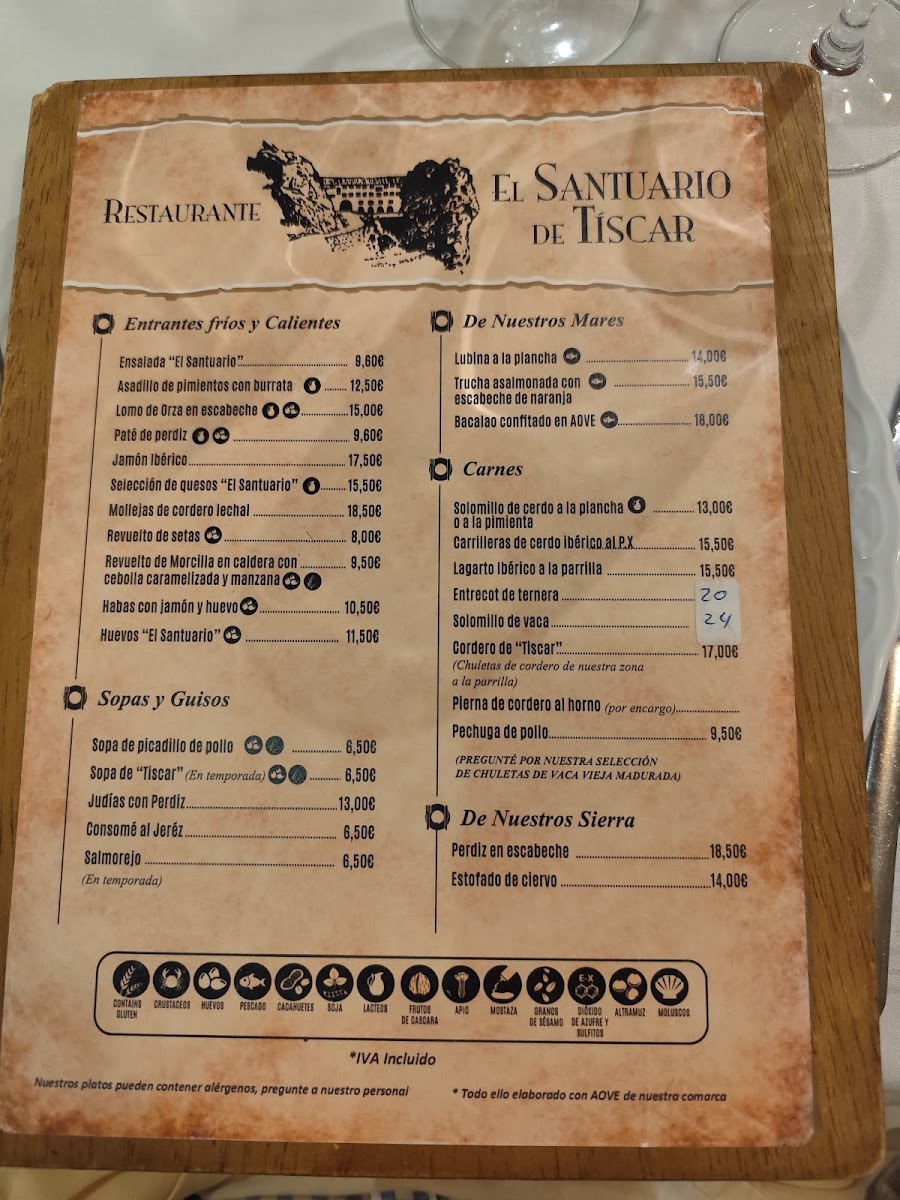 RESTAURANTE
EL SANTUARIO
DE TÍSCAR
Entrantes fríos y Calientes
Ensalada “El Santuario” 9,60€
Asadillo de pimientos con burrata 12,50€
Lomo de Orza en escabeche 15,00€
Paté de perdiz 9,60€
Jamón Ibérico 17,50€
Selección de quesos “El Santuario” 15,50€
Mollejas de cordero lechal 18,50€
Revuelto de setas 8,00€
Revuelto de Morcilla en caldera con 9,50€
cebolla caramelizada y manzana
Habas con jamón y huevo 10,50€
Huevos “El Santuario” 11,50€
Sopas y Guisos
Sopa de picadillo de pollo 6,50€
Sopa de “Tiscar” (En temporada) 6,50€
Judías con Perdiz 13,00€
Consomé al Jeréz 6,50€
Salmorejo 6,50€
(En temporada)
De Nuestros Mares
Lubina a la plancha 14,00€
Trucha asalmonada con 15,50€
escabeche de naranja
Bacalao confitado en AOVE 18,00€
Carnes
Solomillo de cerdo a la plancha 13,00€
o a la pimienta
Carrilleras de cerdo ibérico al P.X 15,50€
Lagarto Ibérico a la parrilla 15,50€
Entrecot de ternera 20
Solomillo de vaca 24
Cordero de “Tiscar” 17,00€
(Chuletas de cordero de nuestra zona
a la parrilla)
Pierna de cordero al horno (por encargo)
Pechuga de pollo 9,50€
(PREGUNTÉ POR NUESTRA SELECCIÓN
DE CHULETAS DE VACA VIEJA MADURADA)
De Nuestros Sierra
Perdiz en escabeche 18,50€
Estofado de ciervo 14,00€
CONTAINS GLUTEN
CRUSTACEOS
HUEVOS
PESCADO
CACAHUETES
SOJA
LACTEOS
FRUTOS DE CASCARA
APIO
MOSTAZA
GRANOS DE SÉSAMO
E-X
DIÓXIDO DE AZUFRE Y SULFITOS
ALTRAMUZ
MOLUSCOS
*IVA Incluido
Nuestros platos pueden contener alérgenos, pregunte a nuestro personal
* Todo ello elaborado con AOVE de nuestra comarca